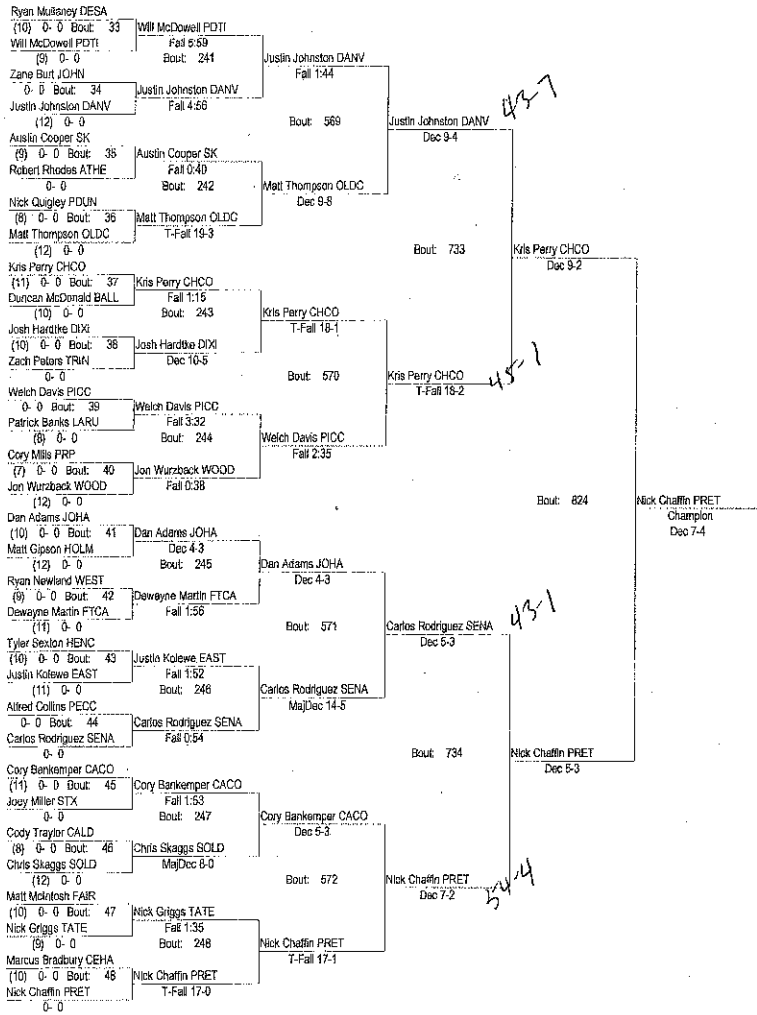 Ryan Mullaney DESA
(10) 0- 0 Bout: 33
Will McDowell PDTI
(9) 0- 0
Zane Burt JOHN
0- 0 Bout: 34
Justin Johnston DANV
(12) 0- 0
Austin Cooper SK
(9) 0- 0 Bout: 35
Robert Rhodes ATHE
0- 0
Nick Quigley PDUN
(8) 0- 0 Bout: 36
Matt Thompson OLDC
(12) 0- 0
Kris Perry CHCO
(11) 0- 0 Bout: 37
Duncan McDonald BALL
(10) 0- 0
Josh Hardtke DIXI
(10) 0- 0 Bout: 38
Zach Peters TRIN
0- 0
Welch Davis PICC
0- 0 Bout: 39
Patrick Banks LARU
(8) 0- 0
Cory Mills PRP
(7) 0- 0 Bout: 40
Jon Wurzback WOOD
(12) 0- 0
Dan Adams JOHA
(10) 0- 0 Bout: 41
Matt Gipson HOLM
(12) 0- 0
Ryan Newland WEST
(9) 0- 0 Bout: 42
Dewayne Martin FTCA
(11) 0- 0
Tyler Sexton HENC
(10) 0- 0 Bout: 43
Justin Kolewe EAST
(11) 0- 0
Alfred Collins PECC
0- 0 Bout: 44
Carlos Rodriguez SENA
0- 0
Cory Bankemper CACO
(11) 0- 0 Bout: 45
Joey Miller STX
0- 0
Cody Traylor CALD
(8) 0- 0 Bout: 46
Chris Skaggs SOLD
(12) 0- 0
Matt McIntosh FAIR
(10) 0- 0 Bout: 47
Nick Griggs TATE
(9) 0- 0
Marcus Bradbury CEHA
(10) 0- 0 Bout: 48
Nick Chaffin PRET
0- 0
Will McDowell PDTI
Fall 5:59
Bout: 241
Justin Johnston DANV
Fall 4:56
Austin Cooper SK
Fall 0:40
Bout: 242
Matt Thompson OLDC
T-Fall 19-3
Kris Perry CHCO
Fall 1:15
Bout: 243
Josh Hardtke DIXI
Dec 10-5
Welch Davis PICC
Fall 3:32
Bout: 244
Jon Wurzback WOOD
Fall 0:38
Dan Adams JOHA
Dec 4-3
Bout: 245
Dewayne Martin FTCA
Fall 1:56
Justin Kolewe EAST
Fall 1:52
Bout: 246
Carlos Rodriguez SENA
Fall 0:54
Cory Bankemper CACO
Fall 1:53
Bout: 247
Chris Skaggs SOLD
MajDec 8-0
Nick Griggs TATE
Fall 1:35
Bout: 248
Nick Chaffin PRET
T-Fall 17-0
Justin Johnston DANV
Fall 1:44
Bout: 569
Matt Thompson OLDC
Dec 9-8
Kris Perry CHCO
T-Fall 18-1
Bout: 570
Welch Davis PICC
Fall 2:35
Dan Adams JOHA
Dec 4-3
Bout: 571
Carlos Rodriguez SENA
MajDec 14-5
Cory Bankemper CACO
Dec 5-3
Bout: 572
Nick Chaffin PRET
T-Fall 17-1
Justin Johnston DANV
Dec 9-4
43-7
Bout: 733
Kris Perry CHCO
T-Fall 18-2
45-1
Carlos Rodriguez SENA
Dec 5-3
43-1
Bout: 734
Nick Chaffin PRET
Dec 7-2
54-4
Kris Perry CHCO
Dec 9-2
Bout: 824
Nick Chaffin PRET
Dec 5-3
Nick Chaffin PRET
Champion
Dec 7-4